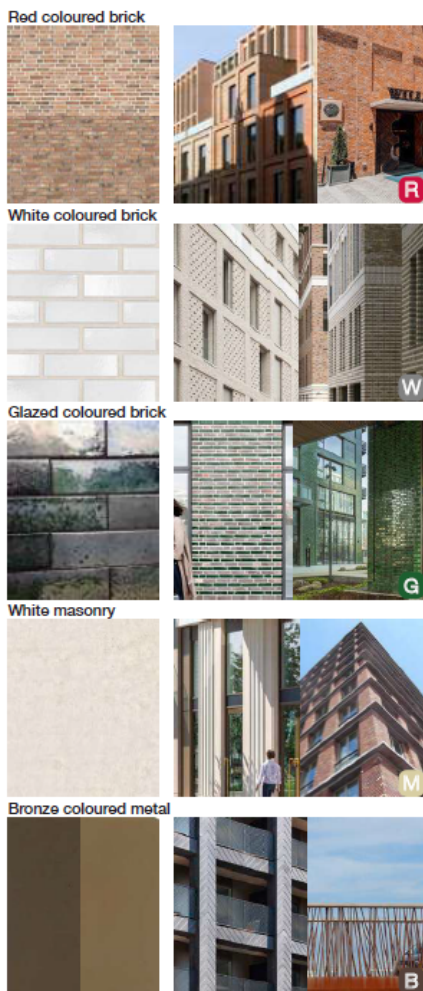 Red coloured brick
R
White coloured brick
W
Glazed coloured brick
G
White masonry
M
Bronze coloured metal
B